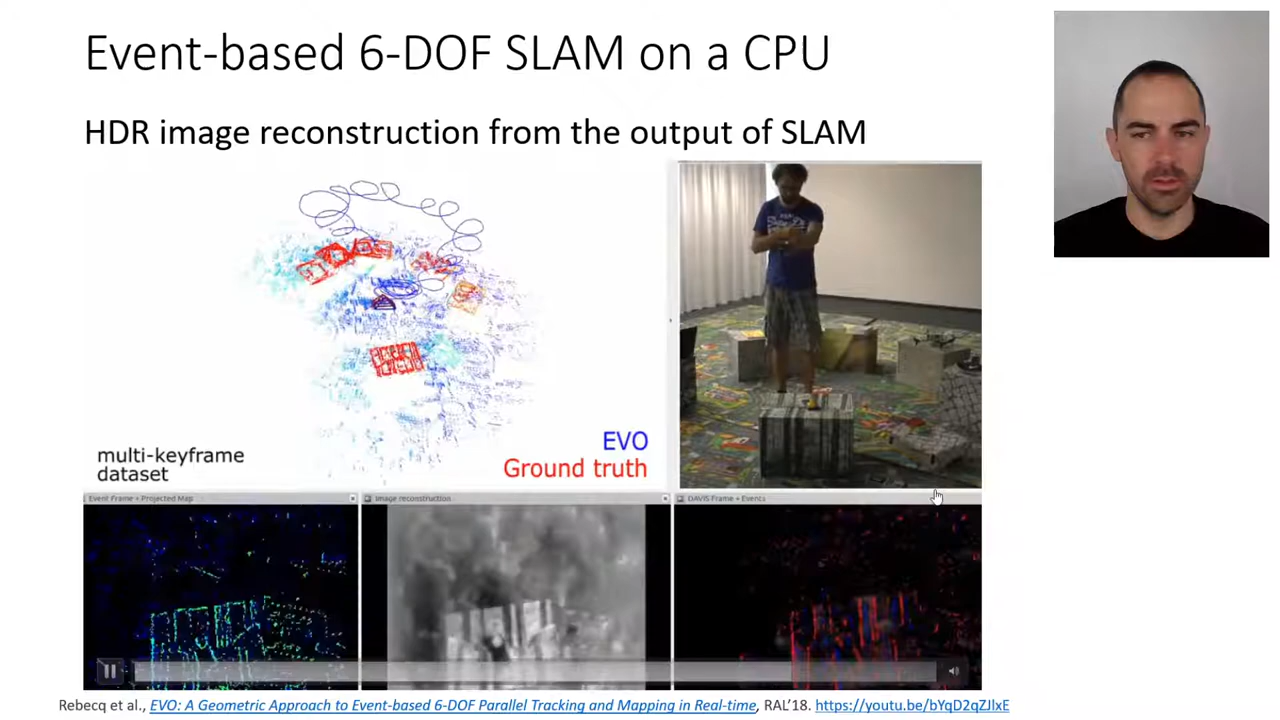 Event-based 6-DOF SLAM on a CPU
HDR image reconstruction from the output of SLAM
multi-keyframe
dataset
EVO
Ground truth
Event Frame + Projected Map
Image reconstruction
DAVIS Frame + Events
Rebecq et al., EVO: A Geometric Approach to Event-based 6-DOF Parallel Tracking and Mapping in Real-time, RAL'18. https://youtu.be/bYqD2qZJlxE